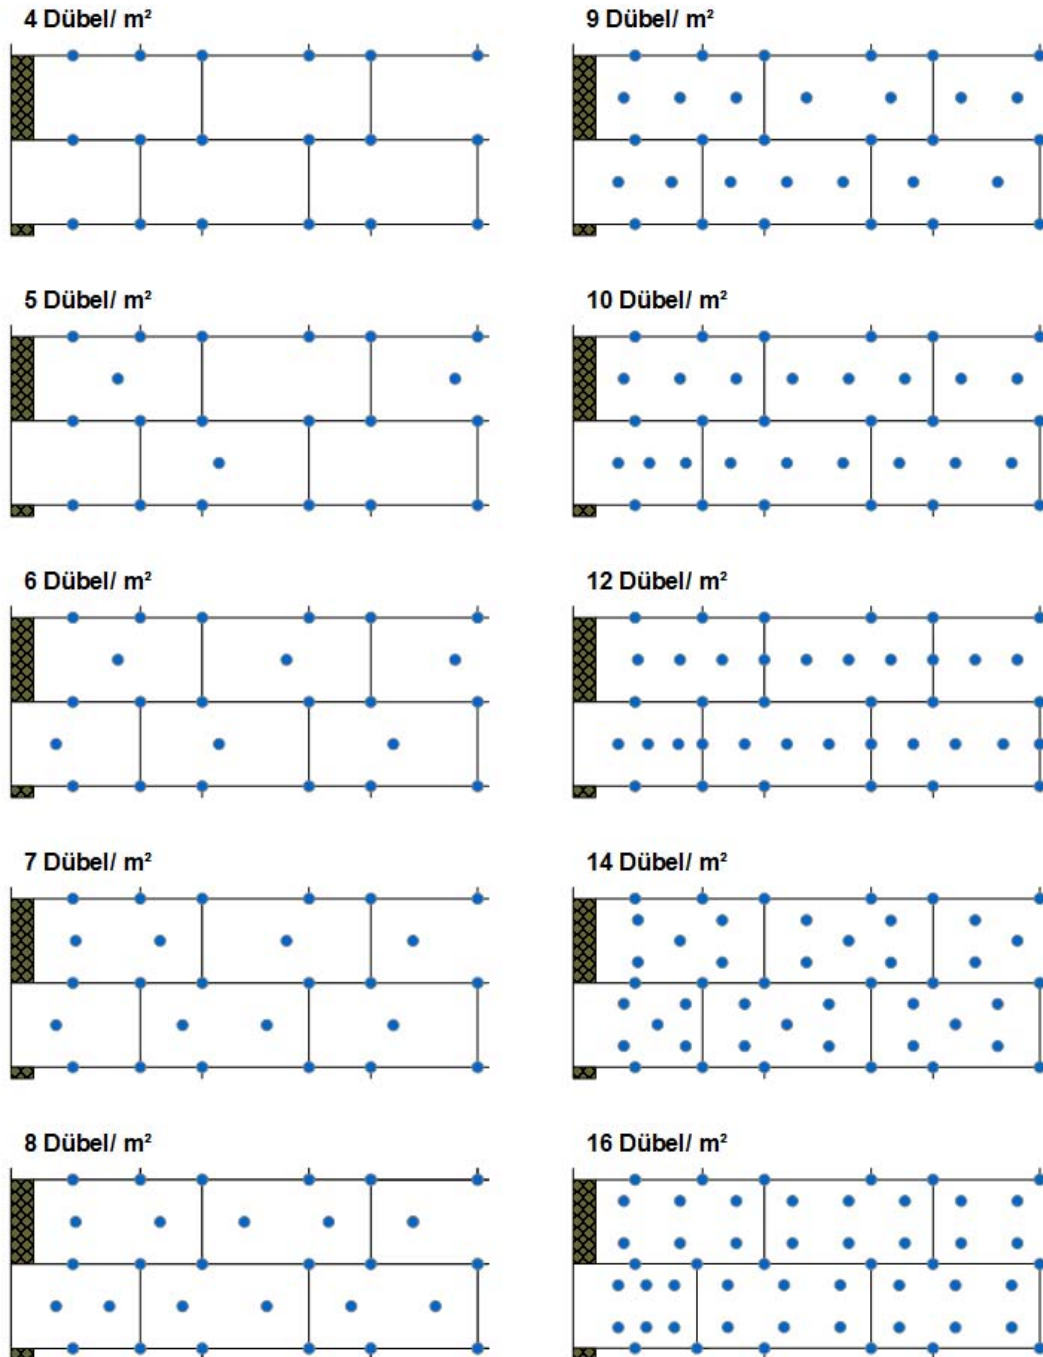 4 Dübel/ m²
9 Dübel/ m²
5 Dübel/ m²
10 Dübel/ m²
6 Dübel/ m²
12 Dübel/ m²
7 Dübel/ m²
14 Dübel/ m²
8 Dübel/ m²
16 Dübel/ m²